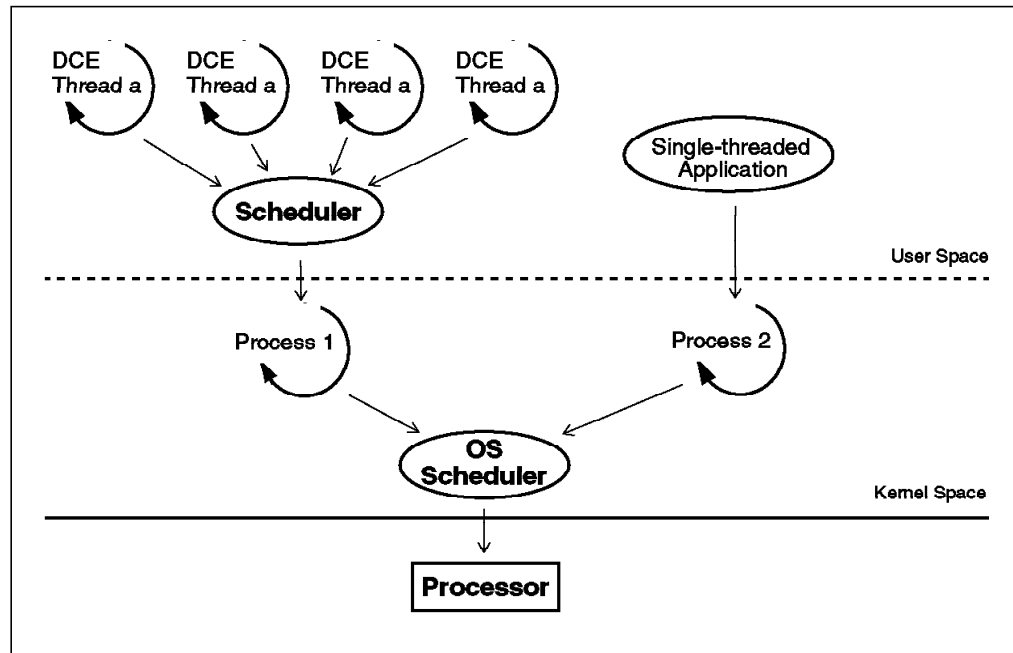 DCE
Thread a
DCE
Thread a
DCE
Thread a
DCE
Thread a
Single-threaded
Application
Scheduler
User Space
Process 1
Process 2
OS
Scheduler
Kernel Space
Processor